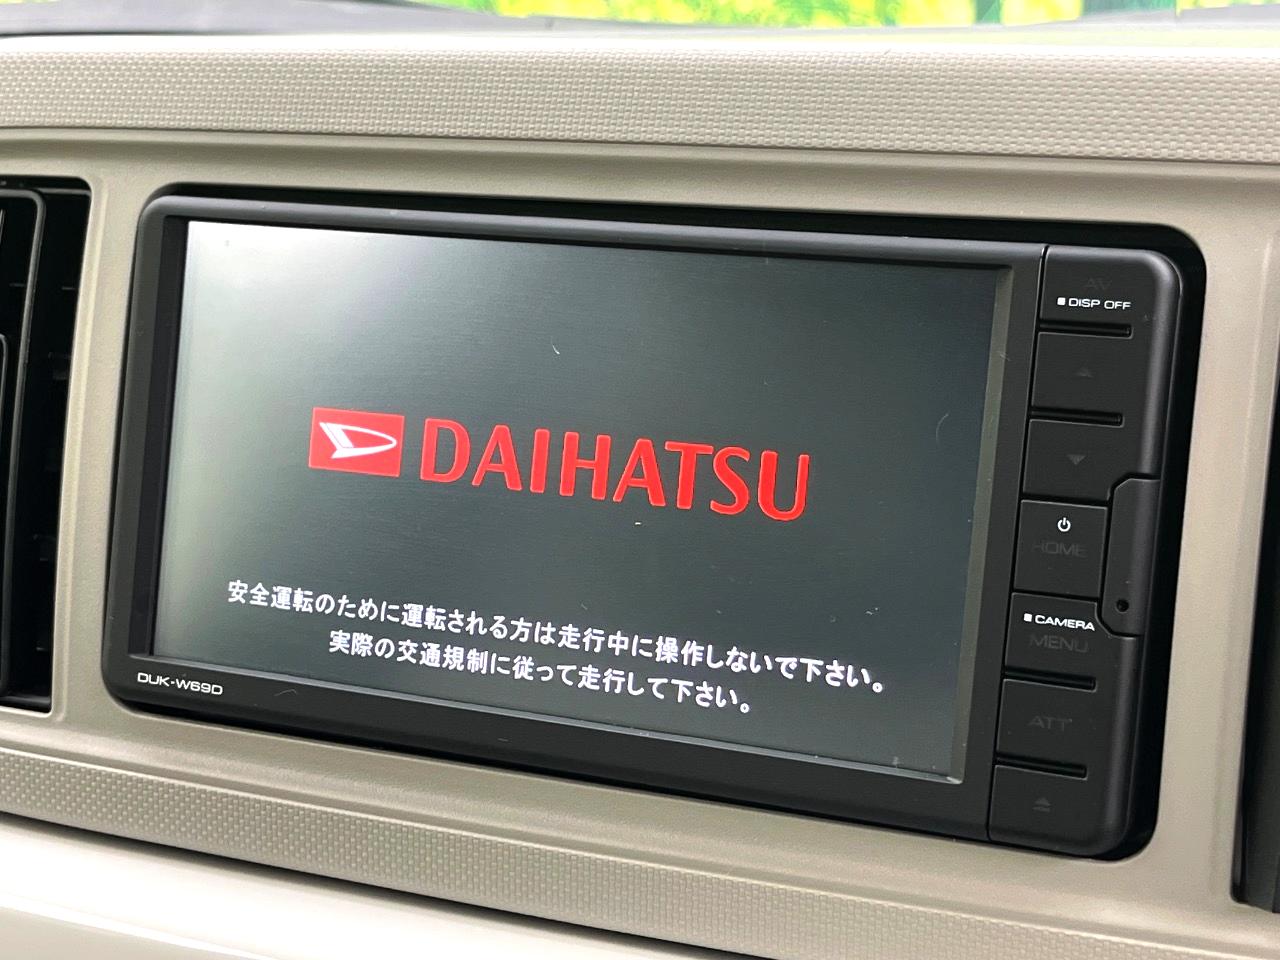 AV
DISP OFF
DAIHATSU
HOME
CAMERA
MENU
ATT
安全運転のために運転される方は走行中に操作しないで下さい。
実際の交通規制に従って走行して下さい。
DUK-W69D